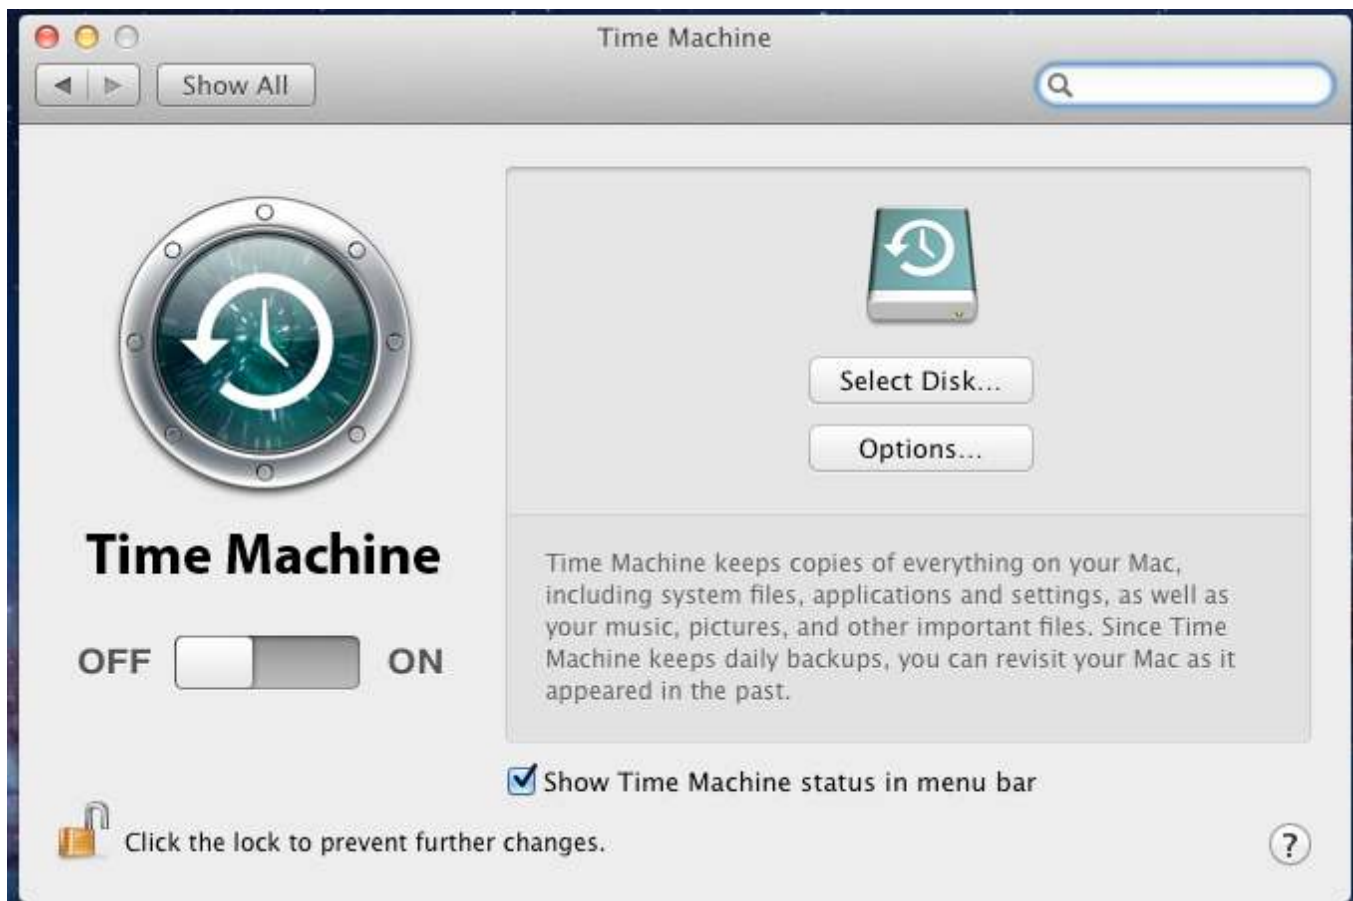 Time Machine
Show All
Select Disk...
Options...
Time Machine
Time Machine keeps copies of everything on your Mac,
including system files, applications and settings, as well as
your music, pictures, and other important files. Since Time
Machine keeps daily backups, you can revisit your Mac as it
appeared in the past.
OFF ON
Show Time Machine status in menu bar
Click the lock to prevent further changes.
?